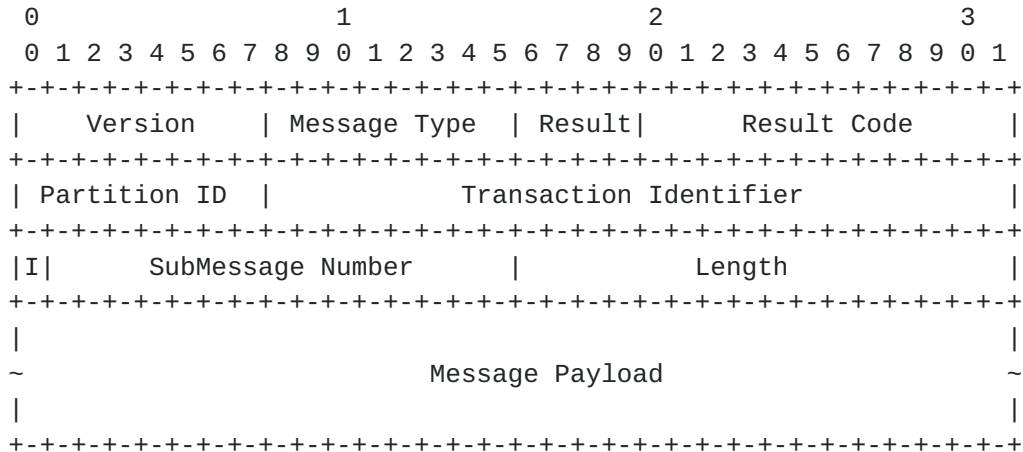 0                   1                   2                   3
 0 1 2 3 4 5 6 7 8 9 0 1 2 3 4 5 6 7 8 9 0 1 2 3 4 5 6 7 8 9 0 1
+-+-+-+-+-+-+-+-+-+-+-+-+-+-+-+-+-+-+-+-+-+-+-+-+-+-+-+-+-+-+-+-+
|    Version    | Message Type  | Result|      Result Code      |
+-+-+-+-+-+-+-+-+-+-+-+-+-+-+-+-+-+-+-+-+-+-+-+-+-+-+-+-+-+-+-+-+
| Partition ID  |            Transaction Identifier             |
+-+-+-+-+-+-+-+-+-+-+-+-+-+-+-+-+-+-+-+-+-+-+-+-+-+-+-+-+-+-+-+-+
|I|      SubMessage Number      |           Length              |
+-+-+-+-+-+-+-+-+-+-+-+-+-+-+-+-+-+-+-+-+-+-+-+-+-+-+-+-+-+-+-+-+
|                                                               |
~                          Message Payload                      ~
|                                                               |
+-+-+-+-+-+-+-+-+-+-+-+-+-+-+-+-+-+-+-+-+-+-+-+-+-+-+-+-+-+-+-+-+